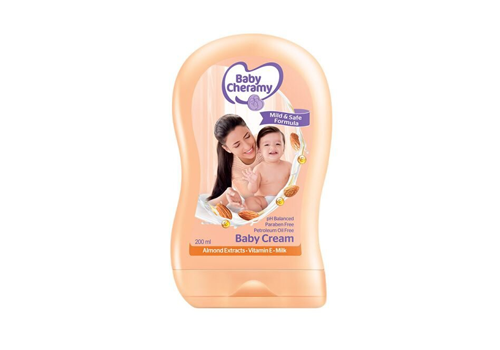 Baby
Cheramy
Mild & Safe
Formula
pH Balanced
Paraben Free
Petroleum Oil Free
200 ml
Baby Cream
Almond Extracts • Vitamin E • Milk